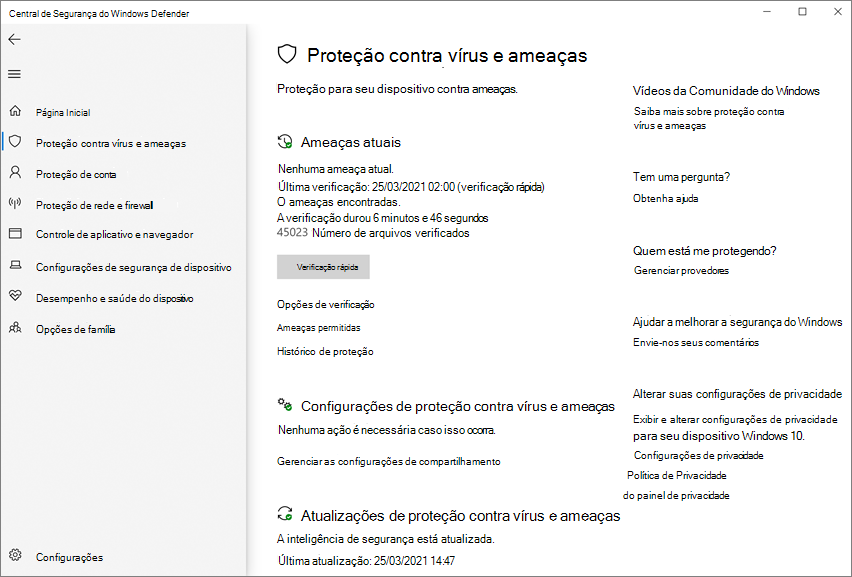 Central de Segurança do Windows Defender
Página Inicial
Proteção contra vírus e ameaças
Proteção de conta
Proteção de rede e firewall
Controle de aplicativo e navegador
Configurações de segurança de dispositivo
Desempenho e saúde do dispositivo
Opções de família
Configurações
Proteção contra vírus e ameaças
Proteção para seu dispositivo contra ameaças.
Ameaças atuais
Nenhuma ameaça atual.
Última verificação: 25/03/2021 02:00 (verificação rápida)
O ameaças encontradas.
A verificação durou 6 minutos e 46 segundos
45023 Número de arquivos verificados
Verificação rápida
Opções de verificação
Ameaças permitidas
Histórico de proteção
Configurações de proteção contra vírus e ameaças
Nenhuma ação é necessária caso isso ocorra.
Gerenciar as configurações de compartilhamento
Atualizações de proteção contra vírus e ameaças
A inteligência de segurança está atualizada.
Última atualização: 25/03/2021 14:47
Vídeos da Comunidade do Windows
Saiba mais sobre proteção contra
vírus e ameaças
Tem uma pergunta?
Obtenha ajuda
Quem está me protegendo?
Gerenciar provedores
Ajudar a melhorar a segurança do Windows
Envie-nos seus comentários
Alterar suas configurações de privacidade
Exibir e alterar configurações de privacidade
para seu dispositivo Windows 10.
Configurações de privacidade
Política de Privacidade
do painel de privacidade